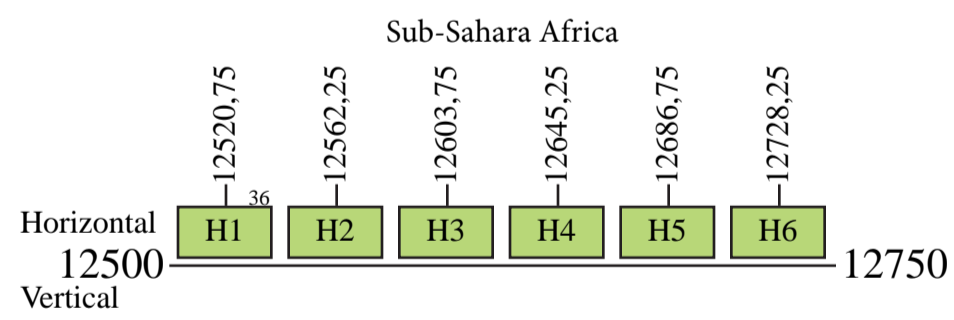 Sub-Sahara Africa
12520,75
12562,25
12603,75
12645,25
12686,75
12728,25
36
Horizontal
H1
H2
H3
H4
H5
H6
12500
12750
Vertical